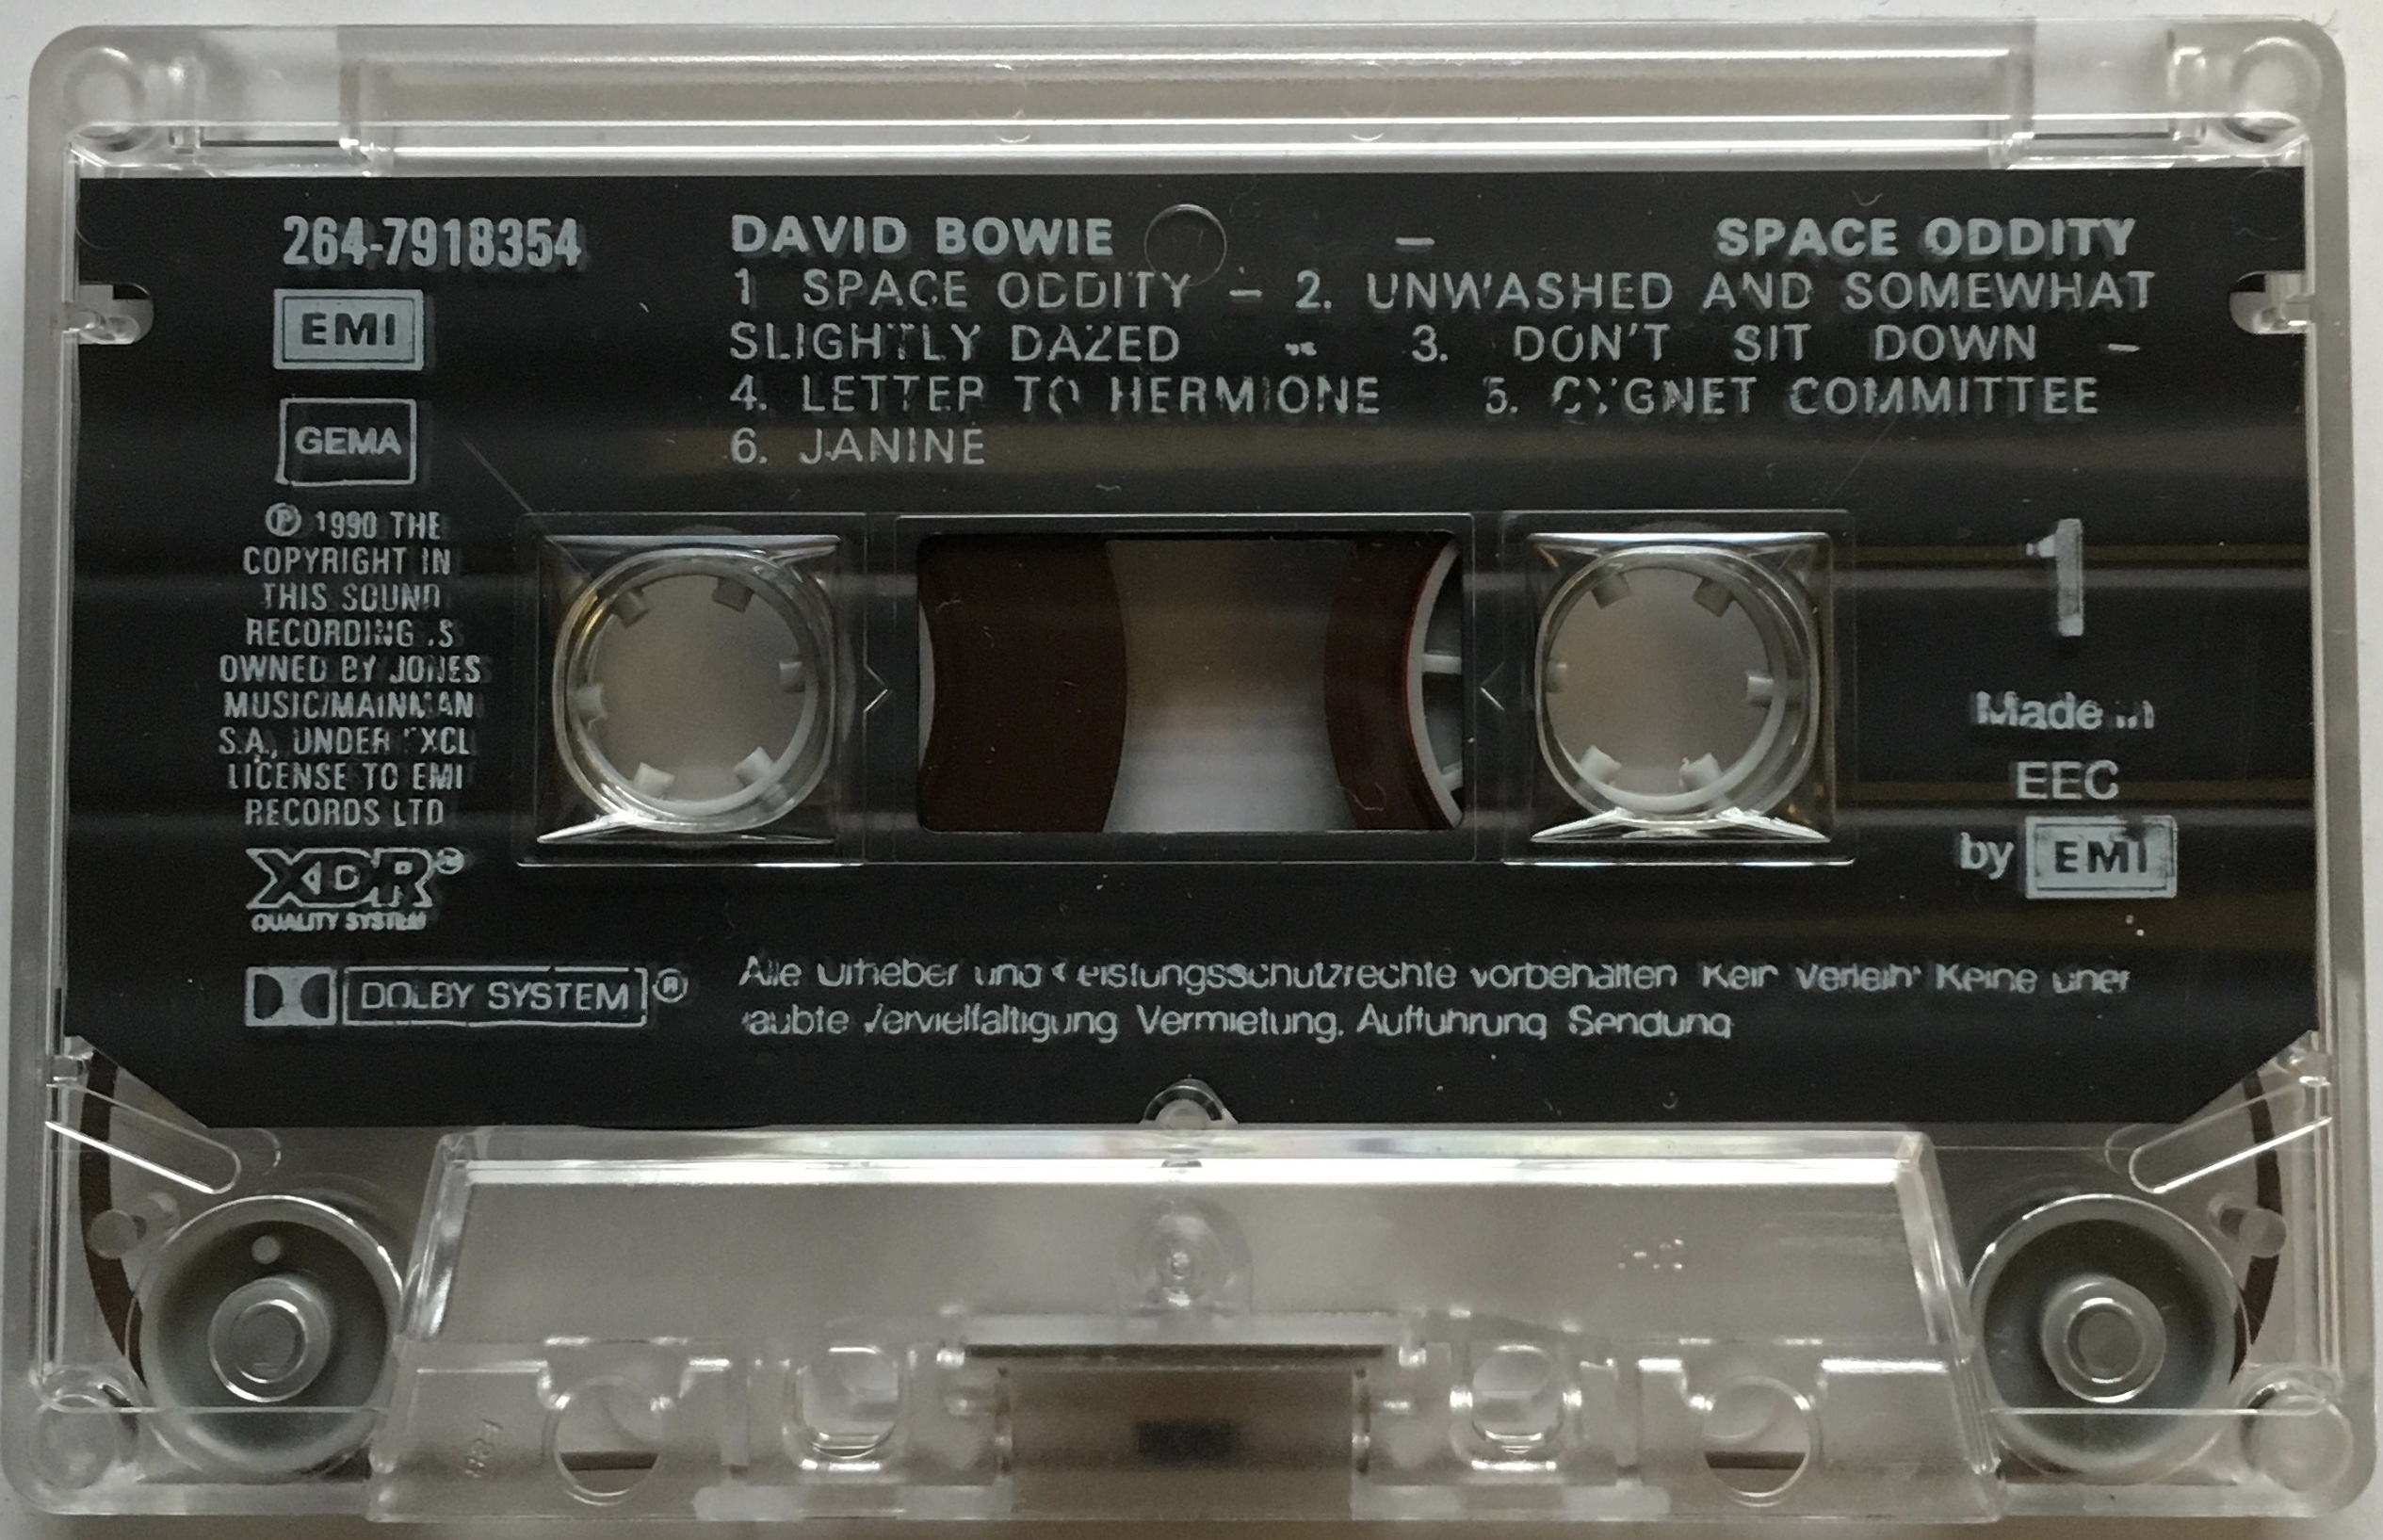 264-7918354
EMI
GEMA
℗ 1990 THE
COPYRIGHT IN
THIS SOUND
RECORDING IS
OWNED BY JONES
MUSIC/MAINMAN
S.A., UNDER EXCL
LICENSE TO EMI
RECORDS LTD
XDR®
QUALITY SYSTEM
DOLBY SYSTEM®
DAVID BOWIE – SPACE ODDITY
1 SPACE ODDITY – 2. UNWASHED AND SOMEWHAT
SLIGHTLY DAZED – 3. DON'T SIT DOWN –
4. LETTER TO HERMIONE 5. CYGNET COMMITTEE
6. JANINE
1
Made in
EEC
by EMI
Alle Urheber und Leistungsschutzrechte vorbehalten Kein Verleih! Keine uner
laubte Vervielfältigung Vermietung, Aufführung Sendung